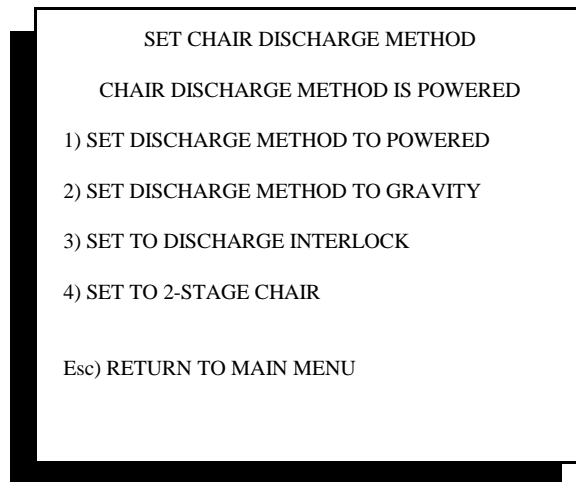 SET CHAIR DISCHARGE METHOD
CHAIR DISCHARGE METHOD IS POWERED
1) SET DISCHARGE METHOD TO POWERED
2) SET DISCHARGE METHOD TO GRAVITY
3) SET TO DISCHARGE INTERLOCK
4) SET TO 2-STAGE CHAIR
Esc) RETURN TO MAIN MENU